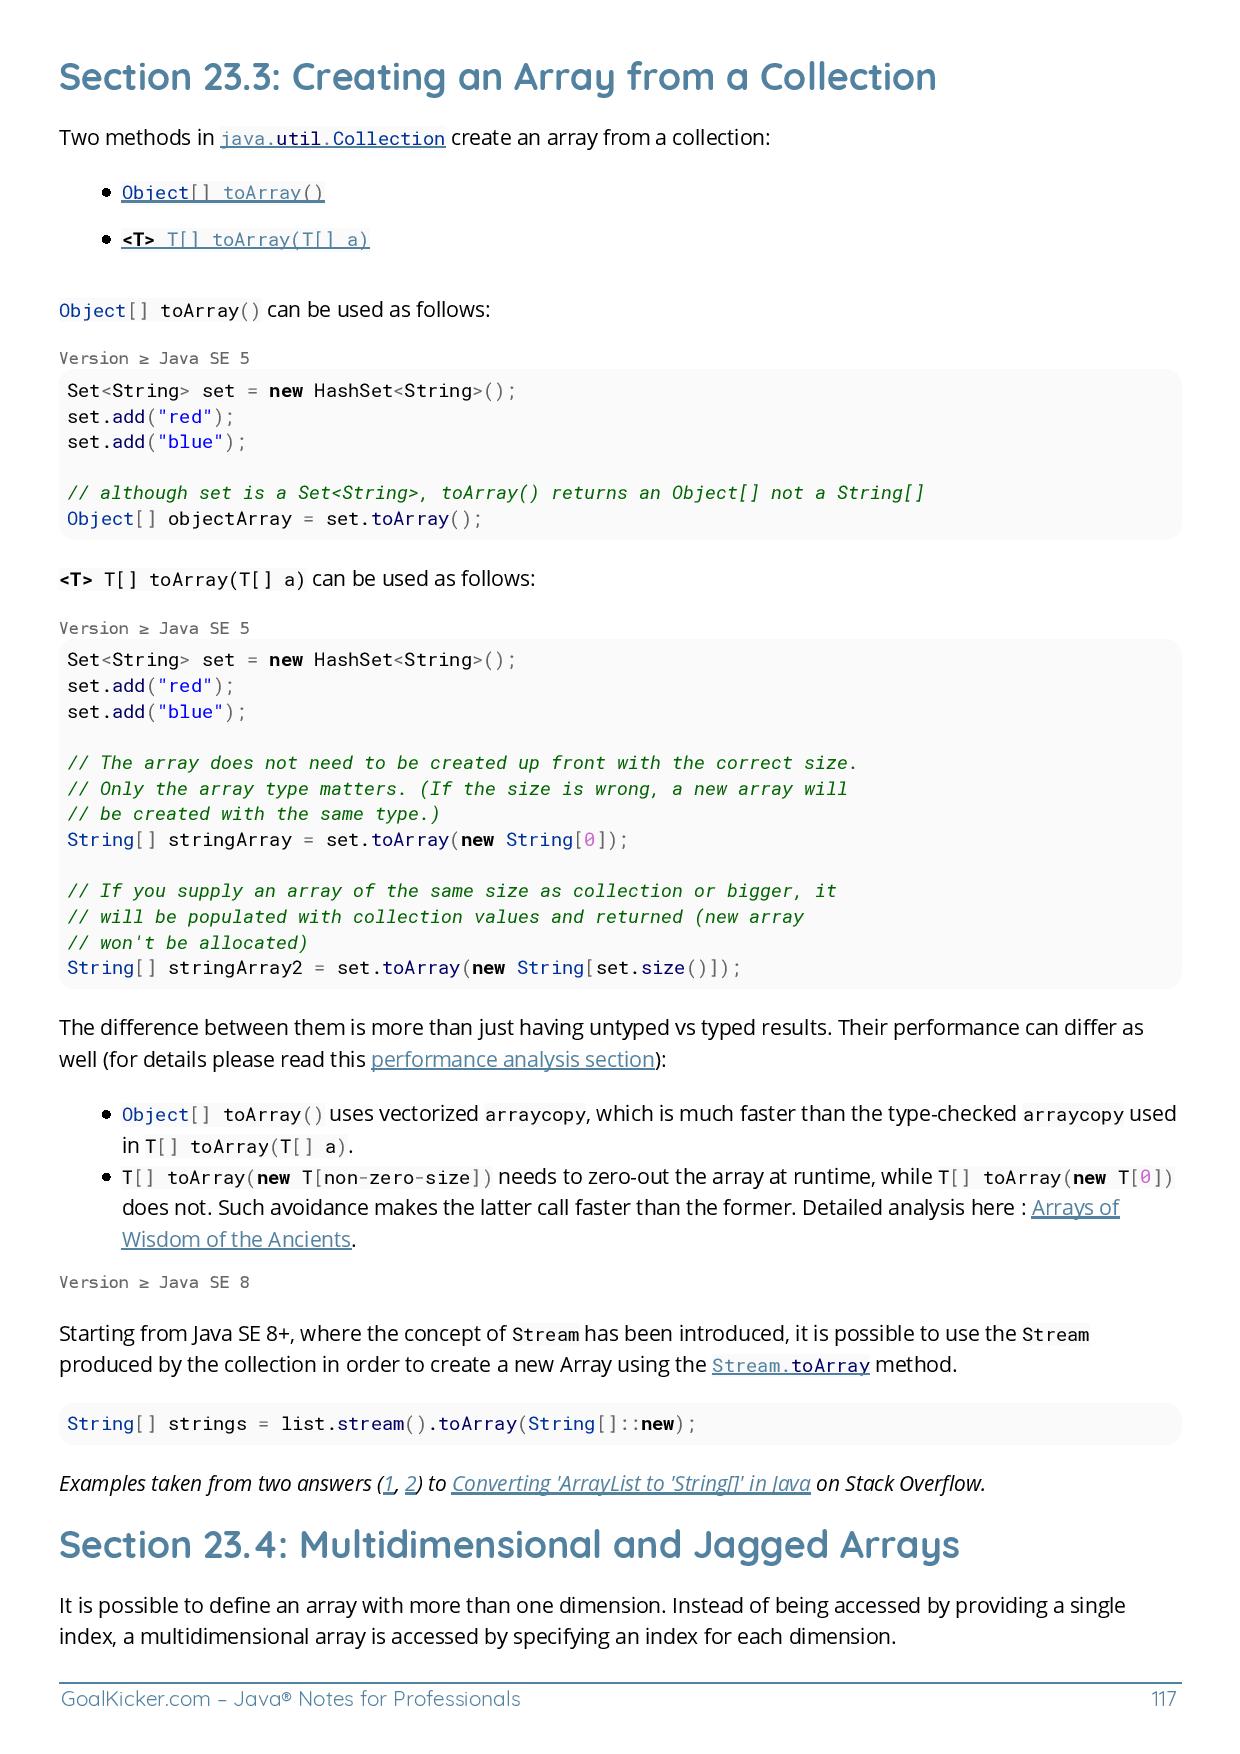 Section 23.3: Creating an Array from a Collection
Two methods in java.util.Collection create an array from a collection:
● Object[] toArray()
● <T> T[] toArray(T[] a)
Object[] toArray() can be used as follows:
Version ≥ Java SE 5
Set<String> set = new HashSet<String>();
set.add("red");
set.add("blue");
// although set is a Set<String>, toArray() returns an Object[] not a String[]
Object[] objectArray = set.toArray();
<T> T[] toArray(T[] a) can be used as follows:
Version ≥ Java SE 5
Set<String> set = new HashSet<String>();
set.add("red");
set.add("blue");
// The array does not need to be created up front with the correct size.
// Only the array type matters. (If the size is wrong, a new array will
// be created with the same type.)
String[] stringArray = set.toArray(new String[0]);
// If you supply an array of the same size as collection or bigger, it
// will be populated with collection values and returned (new array
// won't be allocated)
String[] stringArray2 = set.toArray(new String[set.size()]);
The difference between them is more than just having untyped vs typed results. Their performance can differ as
well (for details please read this performance analysis section):
● Object[] toArray() uses vectorized arraycopy, which is much faster than the type-checked arraycopy used
in T[] toArray(T[] a).
● T[] toArray(new T[non-zero-size]) needs to zero-out the array at runtime, while T[] toArray(new T[0])
does not. Such avoidance makes the latter call faster than the former. Detailed analysis here : Arrays of
Wisdom of the Ancients.
Version ≥ Java SE 8
Starting from Java SE 8+, where the concept of Stream has been introduced, it is possible to use the Stream
produced by the collection in order to create a new Array using the Stream.toArray method.
String[] strings = list.stream().toArray(String[]::new);
Examples taken from two answers (1, 2) to Converting 'ArrayList to 'String[]' in Java on Stack Overflow.
Section 23.4: Multidimensional and Jagged Arrays
It is possible to define an array with more than one dimension. Instead of being accessed by providing a single
index, a multidimensional array is accessed by specifying an index for each dimension.
GoalKicker.com – Java® Notes for Professionals 117